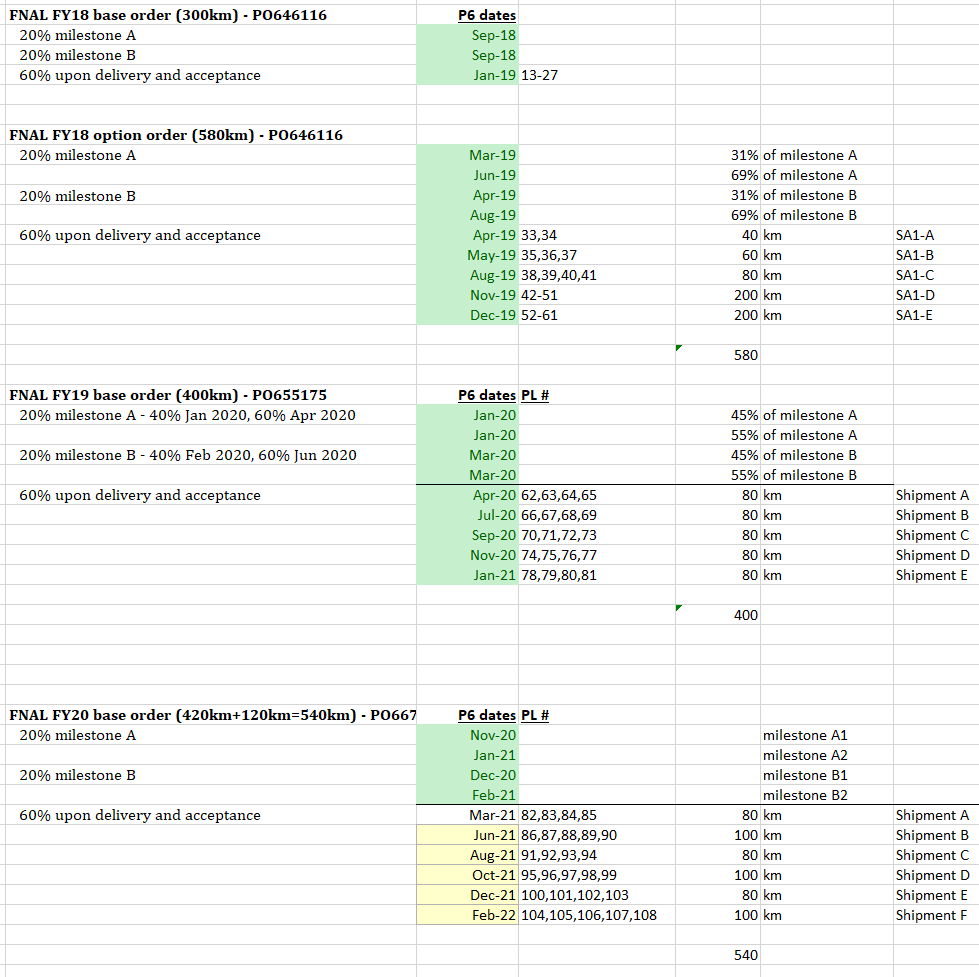 FNAL FY18 base order (300km) - PO646116 P6 dates
20% milestone A Sep-18
20% milestone B Sep-18
60% upon delivery and acceptance Jan-19 13-27
FNAL FY18 option order (580km) - PO646116
20% milestone A Mar-19 31% of milestone A
Jun-19 69% of milestone A
20% milestone B Apr-19 31% of milestone B
Aug-19 69% of milestone B
60% upon delivery and acceptance Apr-19 33,34 40 km SA1-A
May-19 35,36,37 60 km SA1-B
Aug-19 38,39,40,41 80 km SA1-C
Nov-19 42-51 200 km SA1-D
Dec-19 52-61 200 km SA1-E
580
FNAL FY19 base order (400km) - PO655175 P6 dates PL #
20% milestone A - 40% Jan 2020, 60% Apr 2020 Jan-20 45% of milestone A
Jan-20 55% of milestone A
20% milestone B - 40% Feb 2020, 60% Jun 2020 Mar-20 45% of milestone B
Mar-20 55% of milestone B
60% upon delivery and acceptance Apr-20 62,63,64,65 80 km Shipment A
Jul-20 66,67,68,69 80 km Shipment B
Sep-20 70,71,72,73 80 km Shipment C
Nov-20 74,75,76,77 80 km Shipment D
Jan-21 78,79,80,81 80 km Shipment E
400
FNAL FY20 base order (420km+120km=540km) - PO667 P6 dates PL #
20% milestone A Nov-20 milestone A1
Jan-21 milestone A2
20% milestone B Dec-20 milestone B1
Feb-21 milestone B2
60% upon delivery and acceptance Mar-21 82,83,84,85 80 km Shipment A
Jun-21 86,87,88,89,90 100 km Shipment B
Aug-21 91,92,93,94 80 km Shipment C
Oct-21 95,96,97,98,99 100 km Shipment D
Dec-21 100,101,102,103 80 km Shipment E
Feb-22 104,105,106,107,108 100 km Shipment F
540